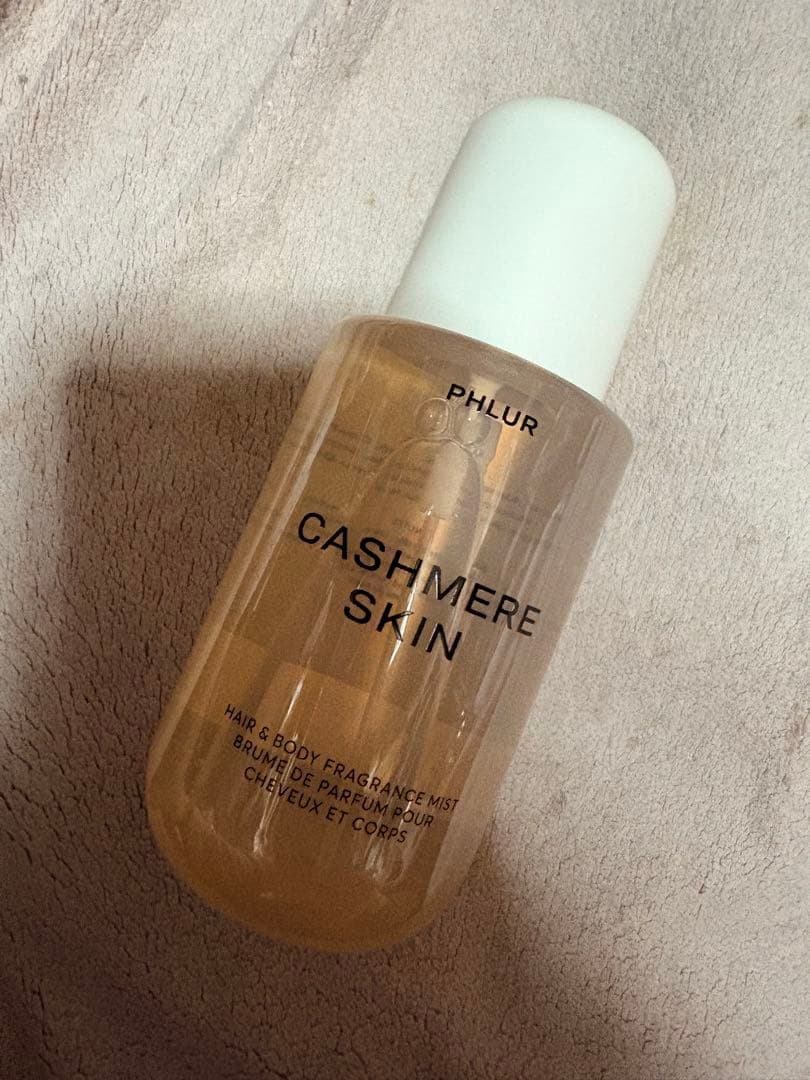 PHLUR
CASHMERE
SKIN
HAIR & BODY FRAGRANCE MIST
BRUME DE PARFUM POUR
CHEVEUX ET CORPS